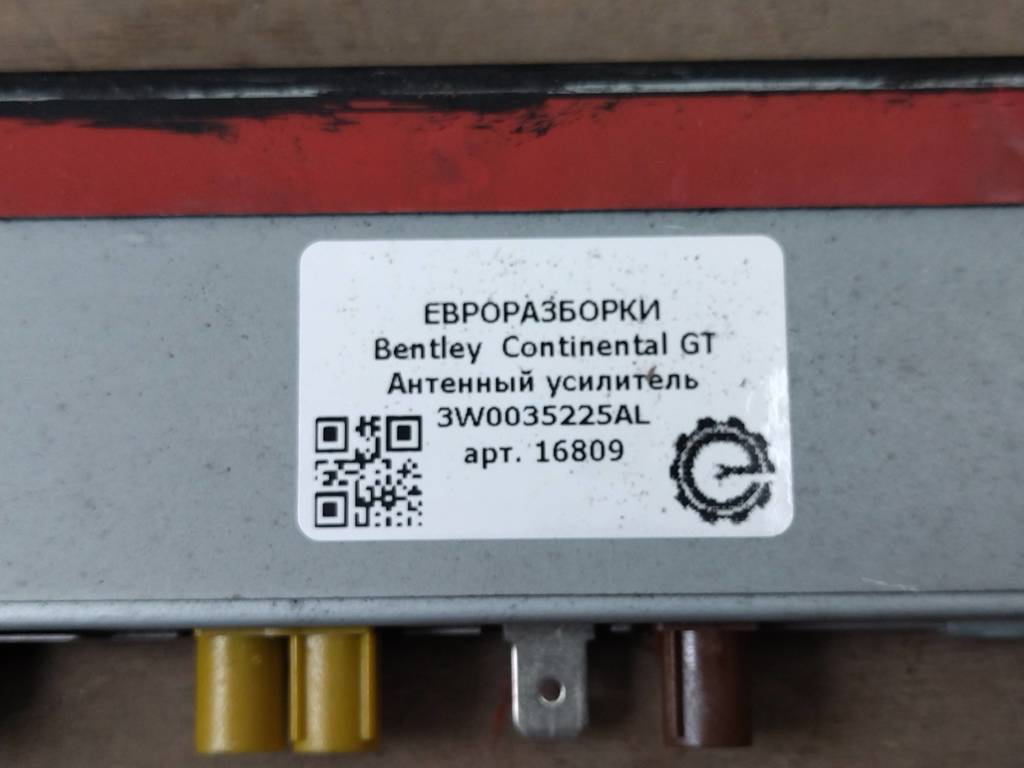 ЕВРОРАЗБОРКИ
Bentley Continental GT
Антенный усилитель
3W0035225AL
арт. 16809